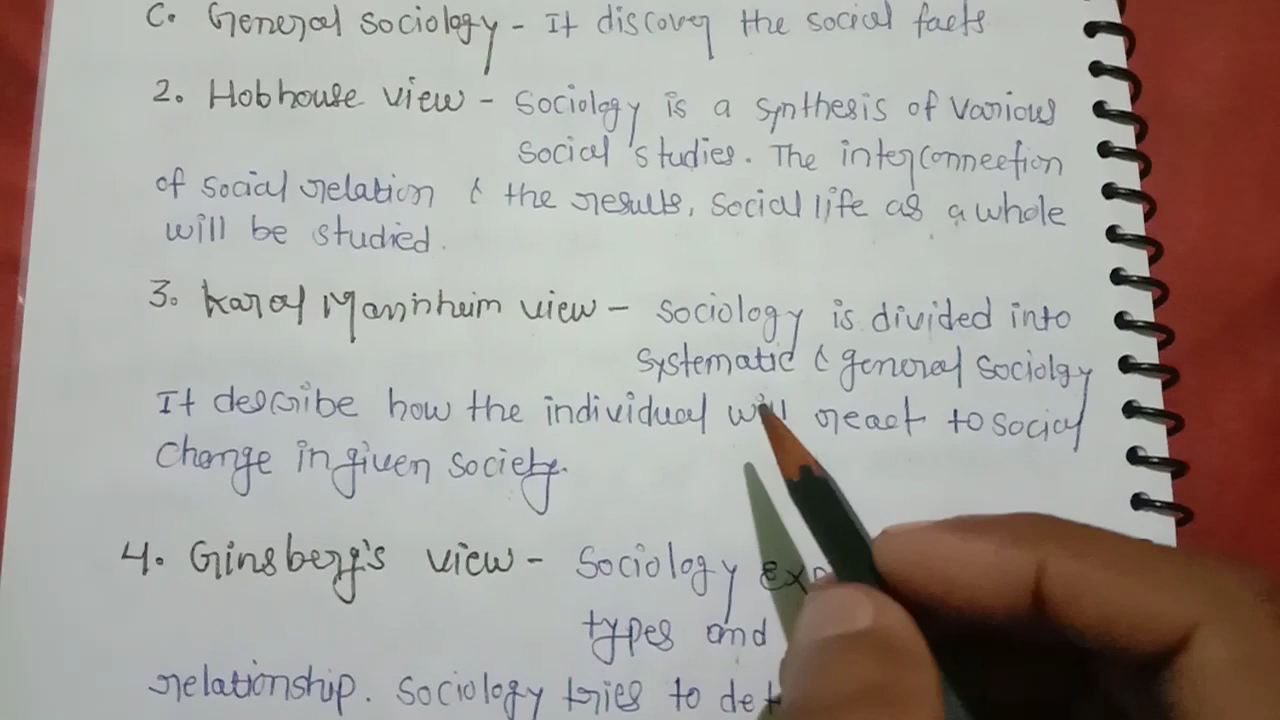 C. General sociology - It discover the social facts
2. Hobhouse view - Sociology is a synthesis of various
social studies. The interconnection
of social relation & the results, social life as a whole
will be studied.
3. Karal Mannheim view - Sociology is divided into
systematic & general sociolgy
It describe how the individual will react to social
change in given society.
4. Ginsberg's view - Sociology
types and
relationship. Sociology tries to